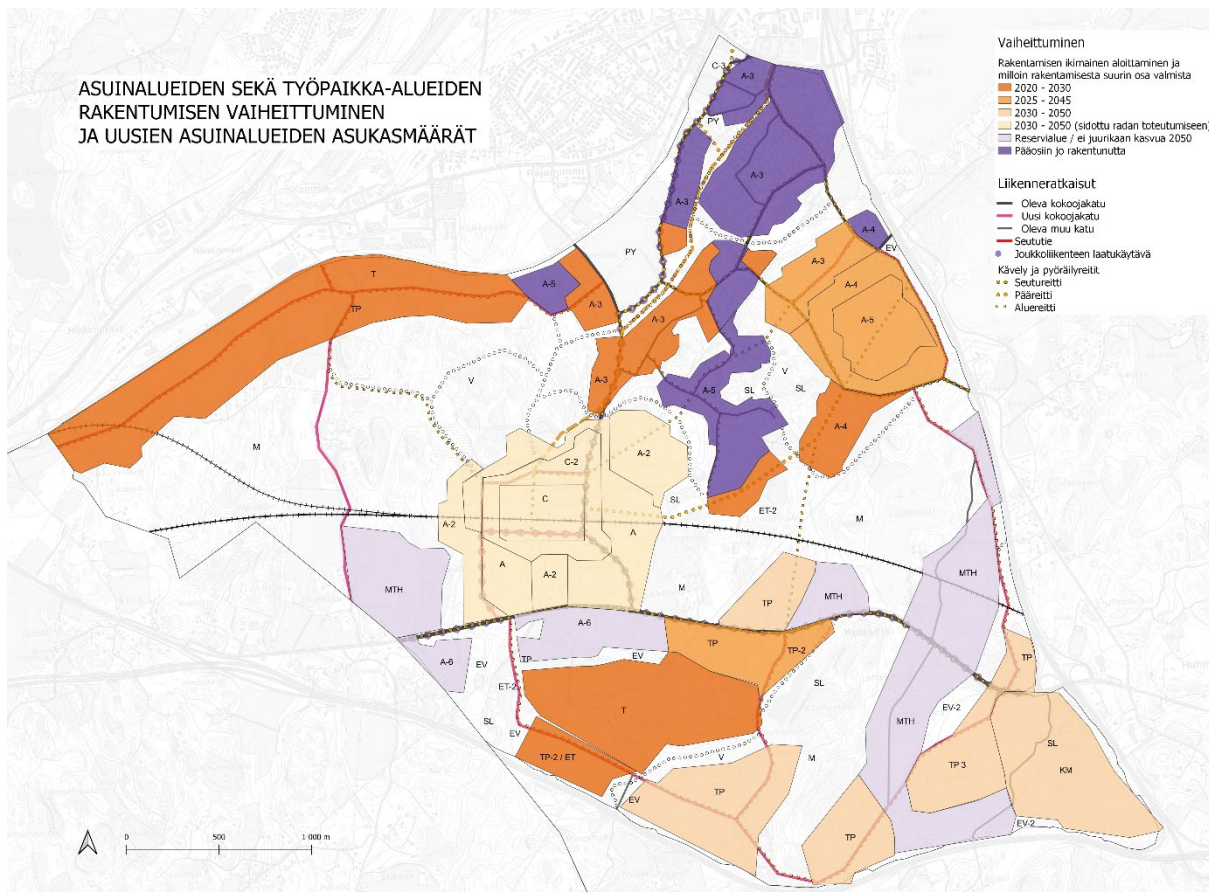 ASUINALUEIDEN SEKÄ TYÖPAIKKA-ALUEIDEN
RAKENTUMISEN VAIHEITTUMINEN
JA UUSIEN ASUINALUEIDEN ASUKASMÄÄRÄT
Vaiheittuminen
Rakentamisen ikimainen aloittaminen ja
milloin rakentamisesta suurin osa valmista
2020 - 2030
2025 - 2045
2030 - 2050
2030 - 2050 (sidottu radan toteutumiseen)
Reservialue / ei juurikaan kasvua 2050
Pääosiin jo rakentunutta
Liikenneratkaisut
Oleva kokoojakatu
Uusi kokoojakatu
Oleva muu katu
Seututie
Joukkoliikenteen laatukäytävä
Kävely ja pyöräilyreitit
Seutureitti
Pääreitti
Aluereitti
C-3
A-3
PY
A-3
A-3
A-4
EV
PY
A-3
A-4
T
A-5
A-3
TP
A-3
A-5
V
A-3
A-5
SL
V
SL
A-4
M
C-2
A-2
C
SL
ET-2
M
A-2
A
A
A-2
MTH
M
TP
MTH
MTH
A-6
TP
TP-2
A-6
EV
TP
EV
ET-2
SL
TP
SL
EV
T
EV-2
MTH
SL
TP-2 / ET
V
M
TP 3
KM
EV
TP
TP
EV-2
0
500
1 000 m